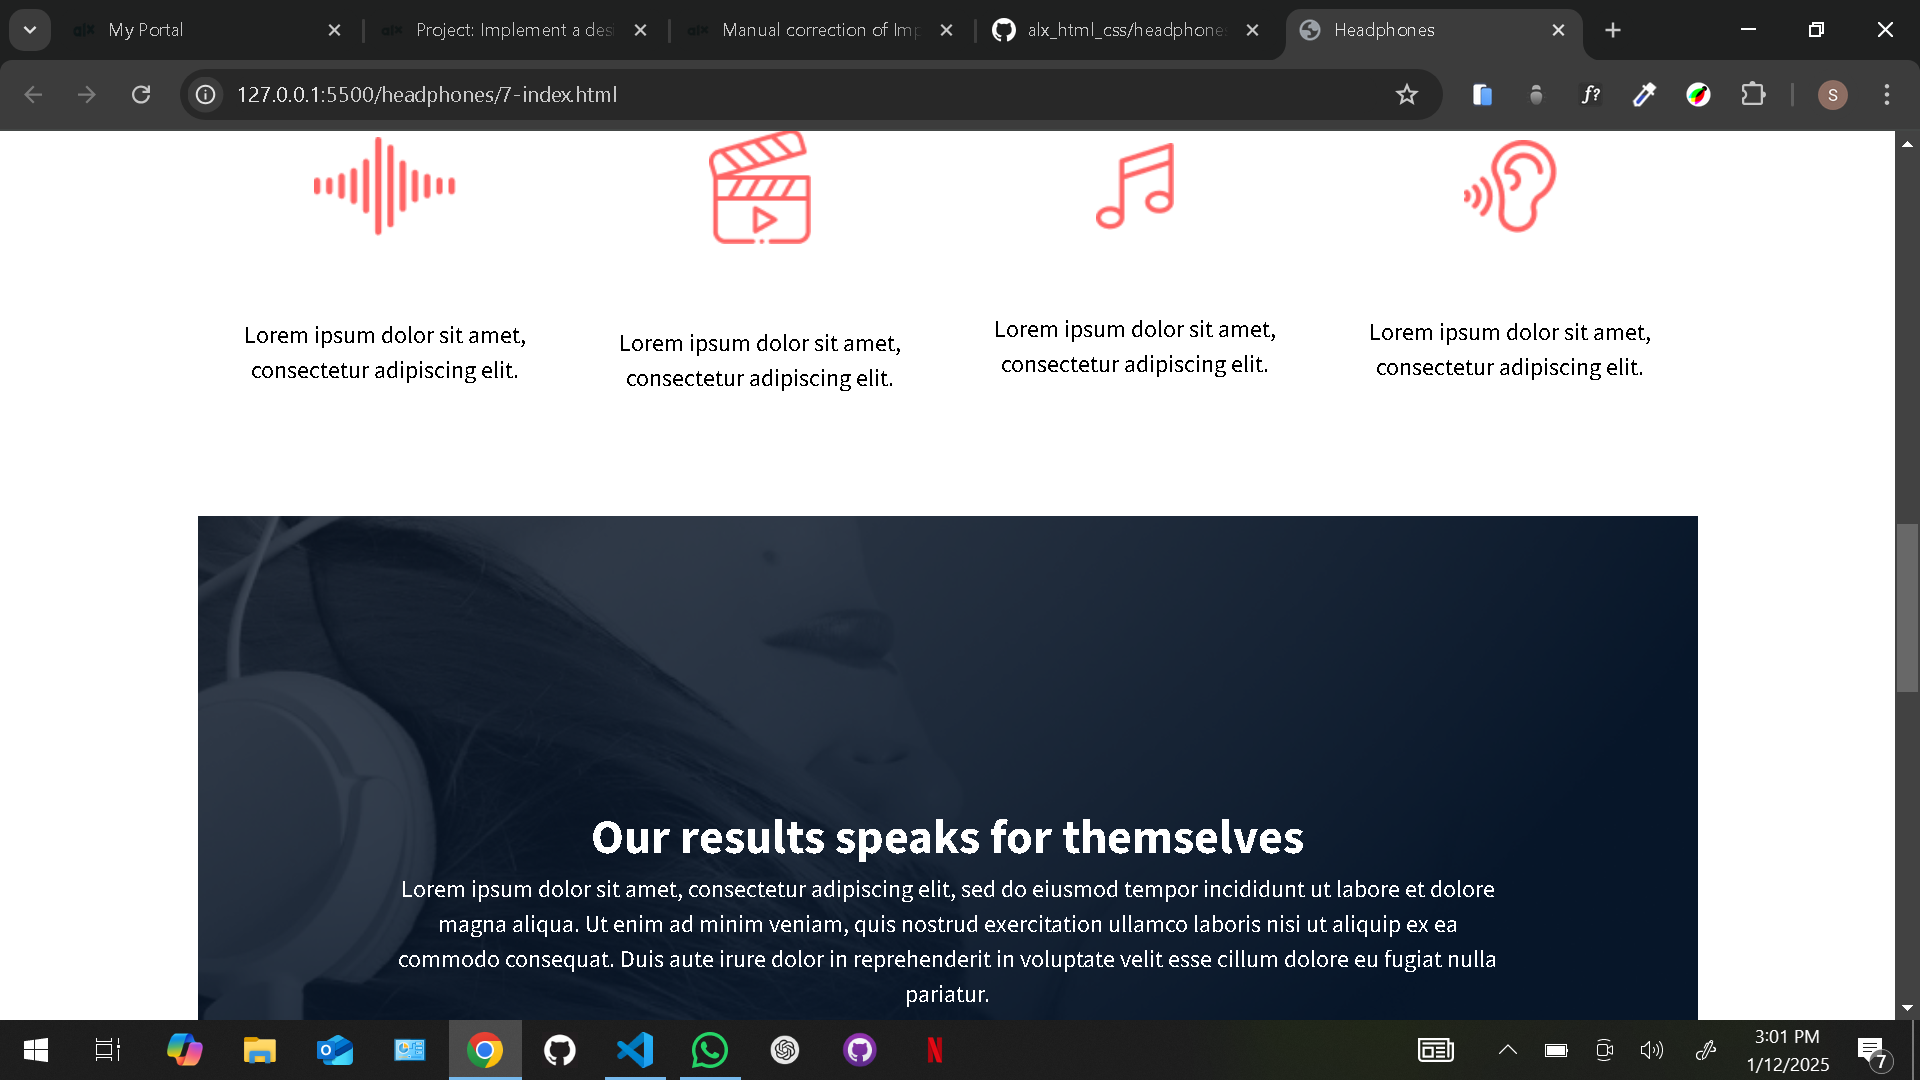 My Portal
Project: Implement a des
Manual correction of Imp
alx_html_css/headphones
Headphones
127.0.0.1:5500/headphones/7-index.html
f?
S
Lorem ipsum dolor sit amet,
consectetur adipiscing elit.
Lorem ipsum dolor sit amet,
consectetur adipiscing elit.
Lorem ipsum dolor sit amet,
consectetur adipiscing elit.
Lorem ipsum dolor sit amet,
consectetur adipiscing elit.
Our results speaks for themselves
Lorem ipsum dolor sit amet, consectetur adipiscing elit, sed do eiusmod tempor incididunt ut labore et dolore
magna aliqua. Ut enim ad minim veniam, quis nostrud exercitation ullamco laboris nisi ut aliquip ex ea
commodo consequat. Duis aute irure dolor in reprehenderit in voluptate velit esse cillum dolore eu fugiat nulla
pariatur.
3:01 PM
1/12/2025
7